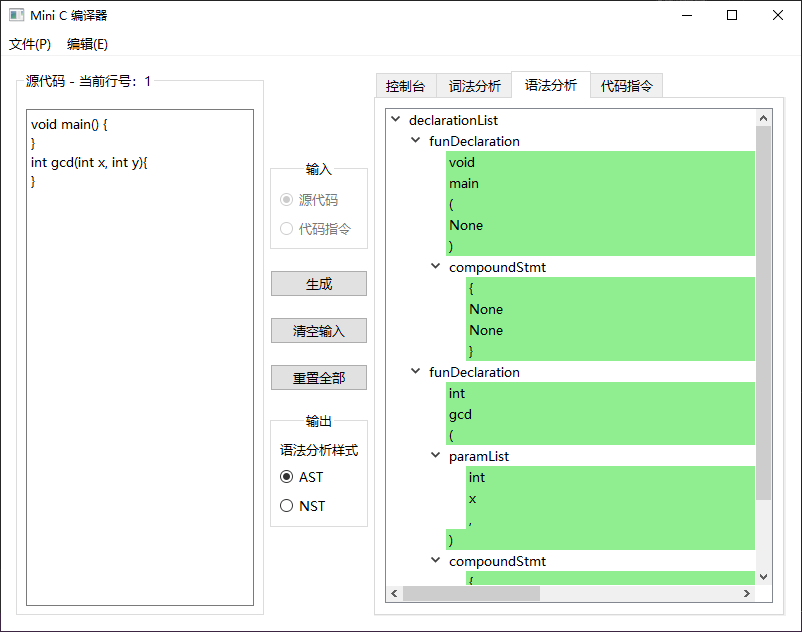 Mini C 编译器
文件(P) 编辑(E)
源代码 - 当前行号：1
void main() {
}
int gcd(int x, int y){
}
输入
源代码
代码指令
生成
清空输入
重置全部
输出
语法分析样式
AST
NST
控制台 词法分析 语法分析 代码指令
declarationList
funDeclaration
void
main
(
None
)
compoundStmt
{
None
None
}
funDeclaration
int
gcd
(
paramList
int
x
,
)
compoundStmt
{